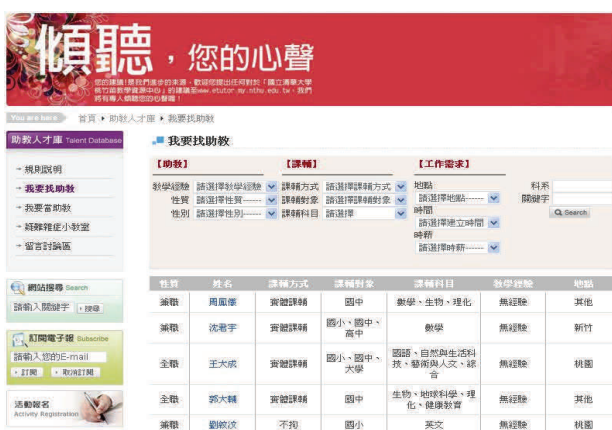 傾聽，您的心聲
您的建議！是我們進步的來源，歡迎您提出任何對於「國立清華大學
桃竹苗教學資源中心」的建議至www.etutor.my.nthu.edu.tw，我們
將有專人傾聽您的心聲喔！
You are here 首頁 ▸ 助教人才庫 ▸ 我要找助教
助教人才庫 Talent Database
規則說明
我要找助教
我要當助教
疑難雜症小教室
留言討論區
網站搜尋 Search
請輸入關鍵字 搜尋
訂閱電子報 Subscribe
請輸入您的E-mail
訂閱 取消訂閱
活動報名
Activity Registration
我要找助教
【助教】 【課輔】 【工作需求】
教學經驗 請選擇教學經驗 課輔方式 請選擇課輔方式 地點 科系
性質 請選擇性質------ 課輔對象 請選擇課輔對象 請選擇地點------ 關鍵字
性別 請選擇性別------ 課輔科目 請選擇 時間 Search
請選擇建立時間
時薪
請選擇時薪------
性質 姓名 課輔方式 課輔對象 課輔科目 教學經驗 地點
兼職 實體課輔 國中 數學、生物、理化 無經驗 其他
兼職 沈君宇 實體課輔 國小、國中、高中 數學 無經驗 新竹
全職 王大成 實體課輔 國小、國中、大學 國語、自然與生活科技、藝術與人文、綜合 無經驗 桃園
全職 郭大輔 實體課輔 國中 生物、地球科學、理化、健康教育 無經驗 其他
兼職 劉敏汶 不拘 國小 英文 無經驗 桃園